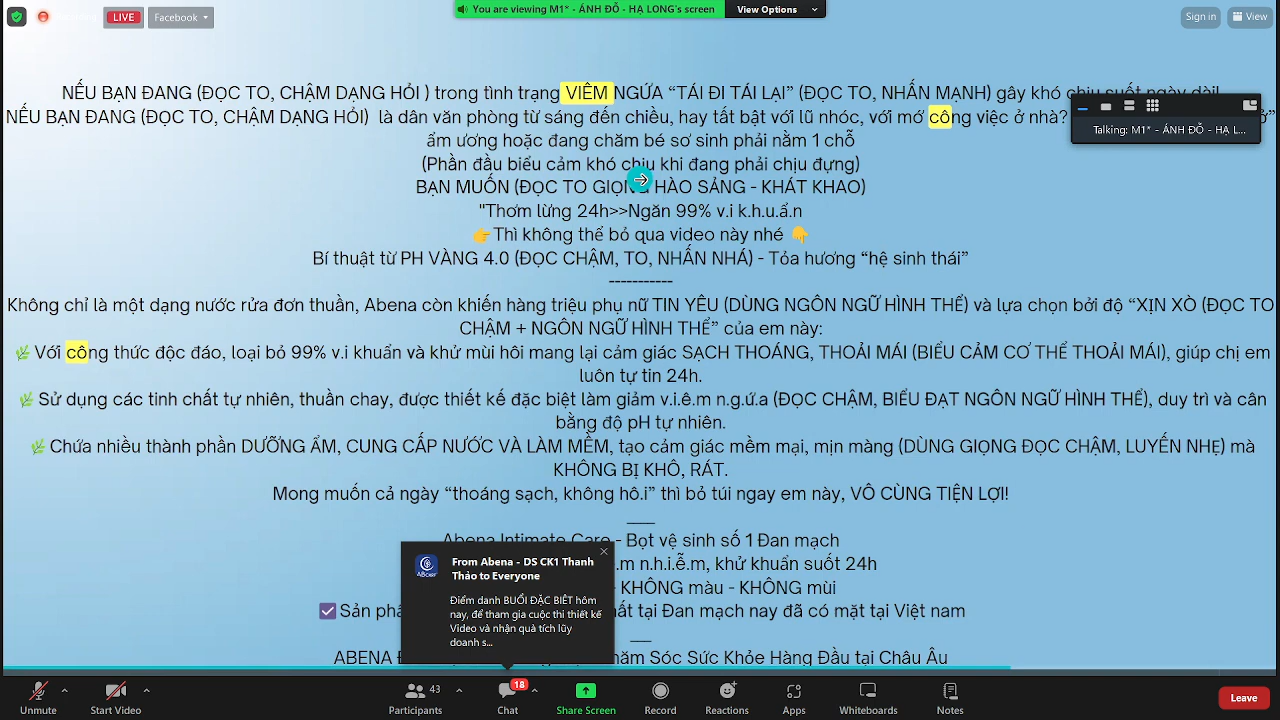 LIVE
Facebook
You are viewing M1* - ÁNH ĐỖ - HẠ LONG's screen
View Options
Sign in
View
NẾU BẠN ĐANG (ĐỌC TO, CHẬM DẠNG HỎI ) trong tình trạng VIÊM NGỨA “TÁI ĐI TÁI LẠI” (ĐỌC TO, NHẤN MẠNH) gây khó chịu suốt ngày dài!
NẾU BẠN ĐANG (ĐỌC TO, CHẬM DẠNG HỎI) là dân văn phòng từ sáng đến chiều, hay tất bật với lũ nhóc, với mớ công việc ở nhà?
Talking: M1* - ÁNH ĐỖ - HẠ L...
ẩm ương hoặc đang chăm bé sơ sinh phải nằm 1 chỗ
(Phần đầu biểu cảm khó chịu khi đang phải chịu đựng)
BẠN MUỐN (ĐỌC TO GIỌNG HÀO SẢNG - KHÁT KHAO)
"Thơm lừng 24h>>Ngăn 99% v.i k.h.u.ẩ.n
👉Thì không thể bỏ qua video này nhé 👇
Bí thuật từ PH VÀNG 4.0 (ĐỌC CHẬM, TO, NHẤN NHÁ) - Tỏa hương “hệ sinh thái”
-----------
Không chỉ là một dạng nước rửa đơn thuần, Abena còn khiến hàng triệu phụ nữ TIN YÊU (DÙNG NGÔN NGỮ HÌNH THỂ) và lựa chọn bởi độ “XỊN XÒ (ĐỌC TO
CHẬM + NGÔN NGỮ HÌNH THỂ” của em này:
🌿 Với công thức độc đáo, loại bỏ 99% v.i khuẩn và khử mùi hôi mang lại cảm giác SẠCH THOÁNG, THOẢI MÁI (BIỂU CẢM CƠ THỂ THOẢI MÁI), giúp chị em
luôn tự tin 24h.
🌿 Sử dụng các tinh chất tự nhiên, thuần chay, được thiết kế đặc biệt làm giảm v.i.ê.m n.g.ứ.a (ĐỌC CHẬM, BIỂU ĐẠT NGÔN NGỮ HÌNH THỂ), duy trì và cân
bằng độ pH tự nhiên.
🌿 Chứa nhiều thành phần DƯỠNG ẨM, CUNG CẤP NƯỚC VÀ LÀM MỀM, tạo cảm giác mềm mại, mịn màng (DÙNG GIỌNG ĐỌC CHẬM, LUYẾN NHẸ) mà
KHÔNG BỊ KHÔ, RÁT.
Mong muốn cả ngày “thoáng sạch, không hô.i” thì bỏ túi ngay em này, VÔ CÙNG TIỆN LỢI!
___
Abena Intimate Care - Bọt vệ sinh số 1 Đan mạch
n.h.i.ễ.m, khử khuẩn suốt 24h
- KHÔNG màu - KHÔNG mùi
Sản tại Đan mạch nay đã có mặt tại Việt nam
__
ABENA Sóc Sức Khỏe Hàng Đầu tại Châu Âu
From Abena - DS CK1 Thanh
Thảo to Everyone
Điểm danh BUỔI ĐẶC BIỆT hôm
nay, để tham gia cuộc thi thiết kế
Video và nhận quà tích lũy
doanh s...
Unmute
Start Video
Participants
43
Chat
18
Share Screen
Record
Reactions
Apps
Whiteboards
Notes
Leave